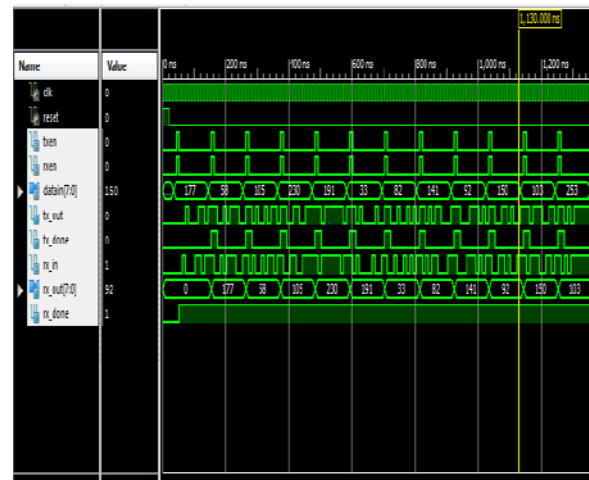 1,130.000 ns
Name Value 0 ns 200 ns 400 ns 600 ns 800 ns 1,000 ns 1,200 ns
clk 0
reset 0
txen 0
rxen 0
datain[7:0] 150 177 58 105 230 191 33 82 141 92 150 103 253
tx_out 0
tx_done 0
rx_in 1
rx_out[7:0] 92 0 177 58 105 230 191 33 82 141 92 150 103
rx_done 1